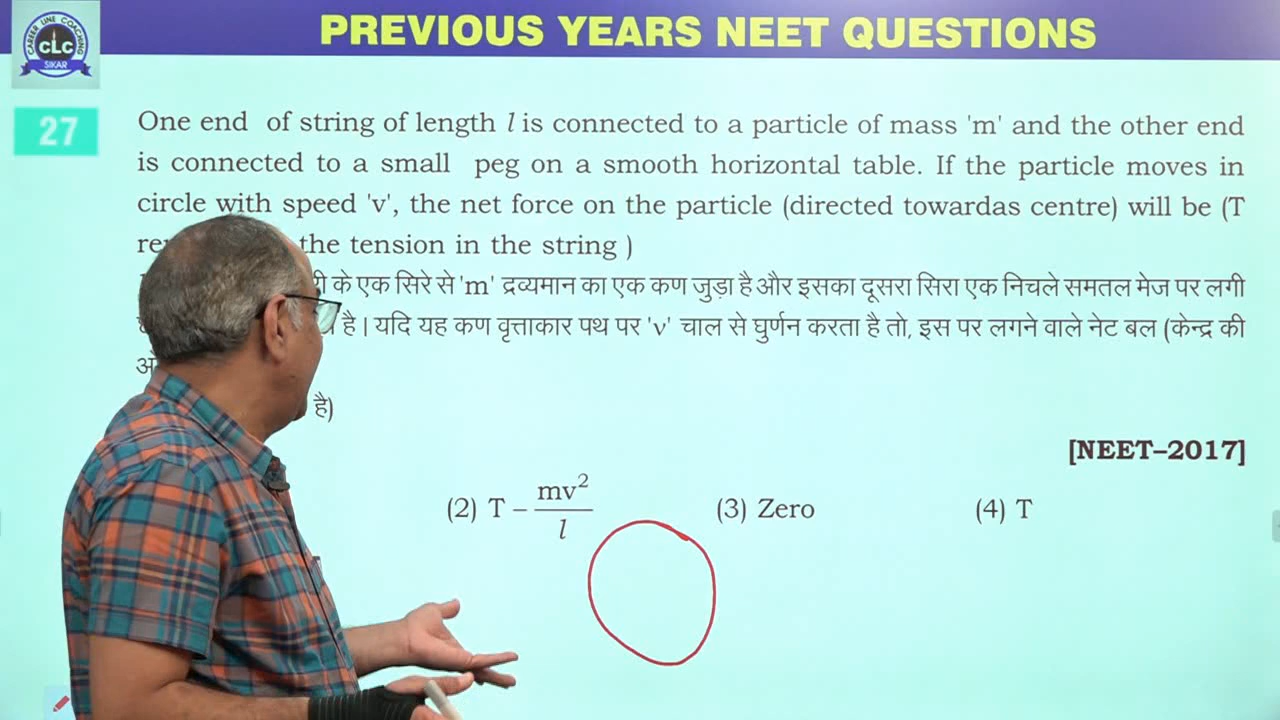 PREVIOUS YEARS NEET QUESTIONS
CAREER LINE COACHING
CLC
SIKAR
27
One end of string of length l is connected to a particle of mass 'm' and the other end
is connected to a small peg on a smooth horizontal table. If the particle moves in
circle with speed 'v', the net force on the particle (directed towardas centre) will be (T
the tension in the string )
के एक सिरे से 'm' द्रव्यमान का एक कण जुड़ा है और इसका दूसरा सिरा एक निचले समतल मेज पर लगी
है। यदि यह कण वृत्ताकार पथ पर 'v' चाल से घुर्णन करता है तो, इस पर लगने वाले नेट बल (केन्द्र की
है)
[NEET–2017]
(2) T – mv²/l (3) Zero (4) T